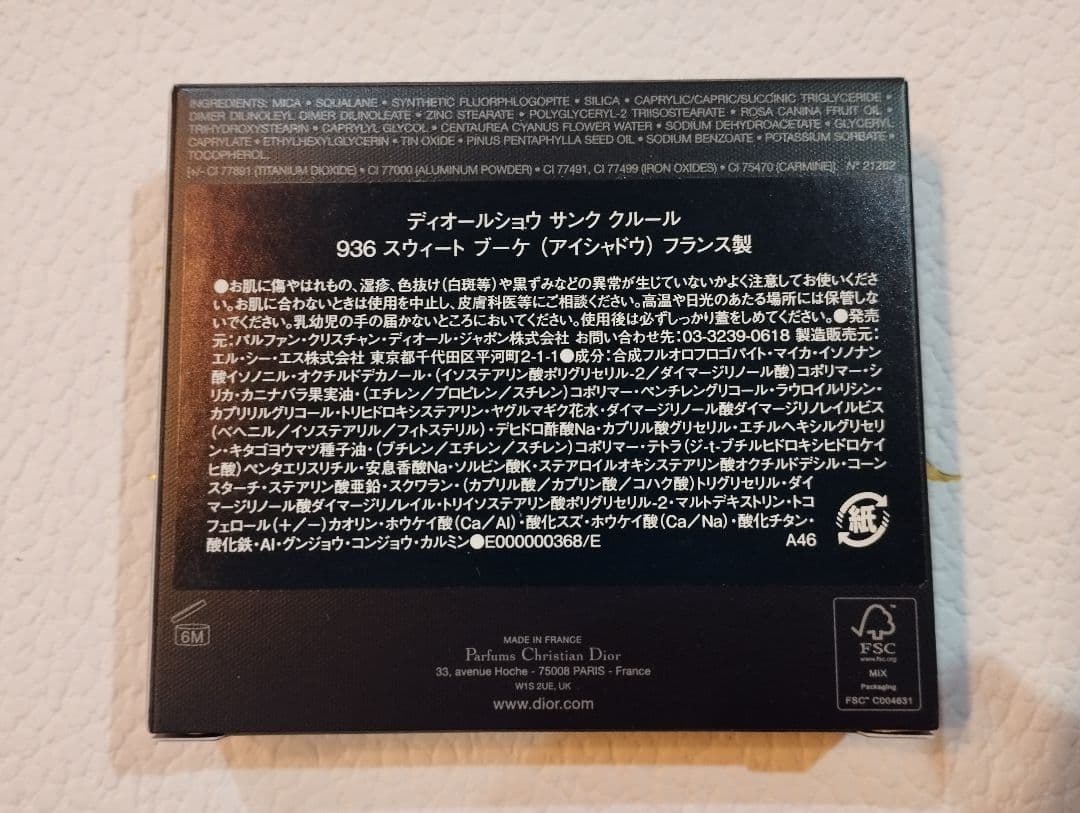 INGREDIENTS: MICA • SQUALANE • SYNTHETIC FLUORPHLOGOPITE • SILICA • CAPRYLIC/CAPRIC/SUCCINIC TRIGLYCERIDE •
DIMER DILINOLEYL DIMER DILINOLEATE • ZINC STEARATE • POLYGLYCERYL-2 TRIISOSTEARATE • ROSA CANINA FRUIT OIL •
TRIHYDROXYSTEARIN • CAPRYLYL GLYCOL • CENTAUREA CYANUS FLOWER WATER • SODIUM DEHYDROACETATE • GLYCERYL
CAPRYLATE • ETHYLHEXYLGLYCERIN • TIN OXIDE • PINUS PENTAPHYLLA SEED OIL • SODIUM BENZOATE • POTASSIUM SORBATE •
TOCOPHEROL.
[+/- CI 77891 (TITANIUM DIOXIDE) • CI 77000 (ALUMINUM POWDER) • CI 77491, CI 77499 (IRON OXIDES) • CI 75470 (CARMINE)]. N° 21262
ディオールショウ サンク クルール
936 スウィート ブーケ (アイシャドウ) フランス製
●お肌に傷やはれもの、湿疹、色抜け(白斑等)や黒ずみなどの異常が生じていないかよく注意してお使いくださ
い。お肌に合わないときは使用を中止し、皮膚科医等にご相談ください。高温や日光のあたる場所には保管しな
いでください。乳幼児の手の届かないところにおいてください。使用後は必ずしっかり蓋をしめてください。●発売
元:パルファン・クリスチャン・ディオール・ジャポン株式会社 お問い合わせ先:03-3239-0618 製造販売元:
エル・シー・エス株式会社 東京都千代田区平河町2-1-1●成分:合成フルオロフロゴパイト・マイカ・イソノナン
酸イソノニル・オクチルドデカノール・(イソステアリン酸ポリグリセリル-2/ダイマージリノール酸)コポリマー・シ
リカ・カニナバラ果実油・(エチレン/プロピレン/スチレン)コポリマー・ペンチレングリコール・ラウロイルリシン・
カプリリルグリコール・トリヒドロキシステアリン・ヤグルマギク花水・ダイマージリノール酸ダイマージリノレイルビス
(ベヘニル/イソステアリル/フィトステリル)・デヒドロ酢酸Na・カプリル酸グリセリル・エチルヘキシルグリセリ
ン・キタゴヨウマツ種子油・(ブチレン/エチレン/スチレン)コポリマー・テトラ(ジ-t-ブチルヒドロキシヒドロケイ
ヒ酸)ペンタエリスリチル・安息香酸Na・ソルビン酸K・ステアロイルオキシステアリン酸オクチルドデシル・コーン
スターチ・ステアリン酸亜鉛・スクワラン・(カプリル酸/カプリン酸/コハク酸)トリグリセリル・ダイ
マージリノール酸ダイマージリノレイル・トリイソステアリン酸ポリグリセリル-2・マルトデキストリン・トコ
フェロール(+/-)カオリン・ホウケイ酸(Ca/Al)・酸化スズ・ホウケイ酸(Ca/Na)・酸化チタン・
酸化鉄・Al・グンジョウ・コンジョウ・カルミン●E000000368/E A46
紙
6M
MADE IN FRANCE
Parfums Christian Dior
33, avenue Hoche - 75008 PARIS - France
W1S 2UE, UK
www.dior.com
FSC™
www.fsc.org
MIX
Packaging
FSC™ C004631